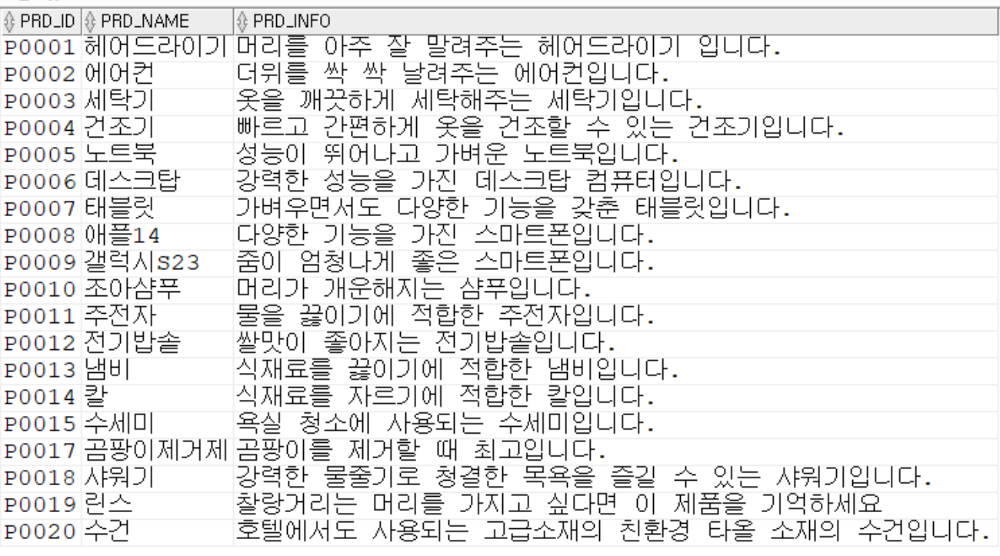 PRD_ID PRD_NAME PRD_INFO
P0001 헤어드라이기 머리를 아주 잘 말려주는 헤어드라이기 입니다.
P0002 에어컨 더위를 싹 싹 날려주는 에어컨입니다.
P0003 세탁기 옷을 깨끗하게 세탁해주는 세탁기입니다.
P0004 건조기 빠르고 간편하게 옷을 건조할 수 있는 건조기입니다.
P0005 노트북 성능이 뛰어나고 가벼운 노트북입니다.
P0006 데스크탑 강력한 성능을 가진 데스크탑 컴퓨터입니다.
P0007 태블릿 가벼우면서도 다양한 기능을 갖춘 태블릿입니다.
P0008 애플14 다양한 기능을 가진 스마트폰입니다.
P0009 갤럭시S23 줌이 엄청나게 좋은 스마트폰입니다.
P0010 조아샴푸 머리가 개운해지는 샴푸입니다.
P0011 주전자 물을 끓이기에 적합한 주전자입니다.
P0012 전기밥솥 쌀맛이 좋아지는 전기밥솥입니다.
P0013 냄비 식재료를 끓이기에 적합한 냄비입니다.
P0014 칼 식재료를 자르기에 적합한 칼입니다.
P0015 수세미 욕실 청소에 사용되는 수세미입니다.
P0017 곰팡이제거제 곰팡이를 제거할 때 최고입니다.
P0018 샤워기 강력한 물줄기로 청결한 목욕을 즐길 수 있는 샤워기입니다.
P0019 린스 찰랑거리는 머리를 가지고 싶다면 이 제품을 기억하세요
P0020 수건 호텔에서도 사용되는 고급소재의 친환경 타올 소재의 수건입니다.